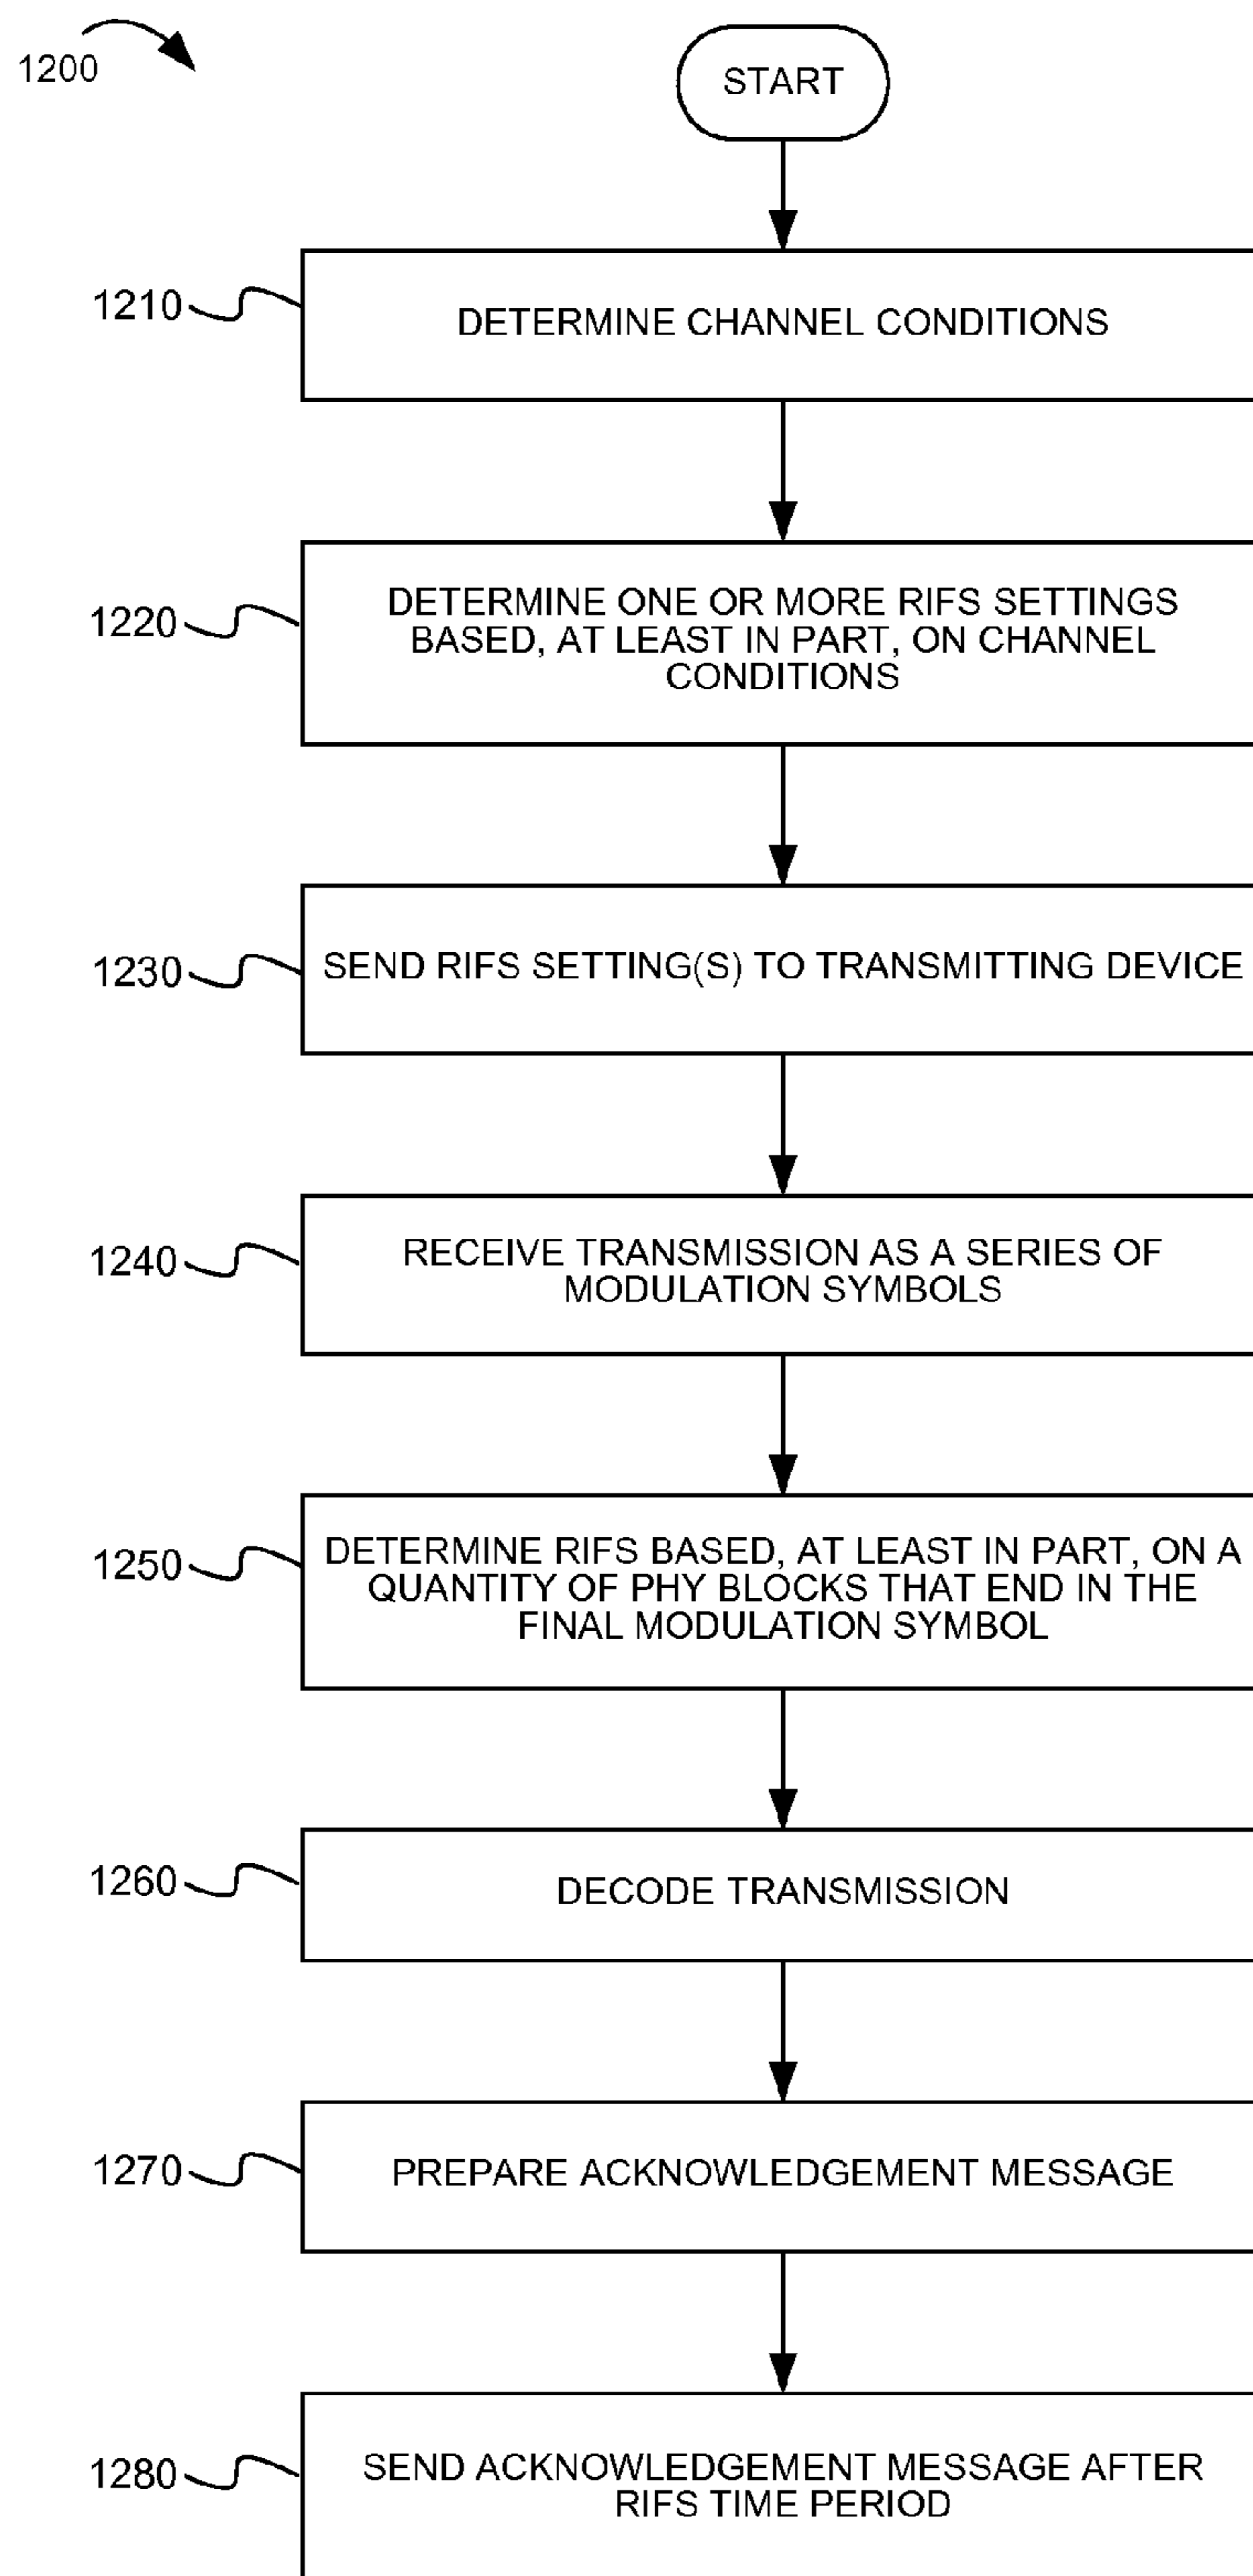 1200
START
1210
DETERMINE CHANNEL CONDITIONS
1220
DETERMINE ONE OR MORE RIFS SETTINGS
BASED, AT LEAST IN PART, ON CHANNEL
CONDITIONS
1230
SEND RIFS SETTING(S) TO TRANSMITTING DEVICE
1240
RECEIVE TRANSMISSION AS A SERIES OF
MODULATION SYMBOLS
1250
DETERMINE RIFS BASED, AT LEAST IN PART, ON A
QUANTITY OF PHY BLOCKS THAT END IN THE
FINAL MODULATION SYMBOL
1260
DECODE TRANSMISSION
1270
PREPARE ACKNOWLEDGEMENT MESSAGE
1280
SEND ACKNOWLEDGEMENT MESSAGE AFTER
RIFS TIME PERIOD